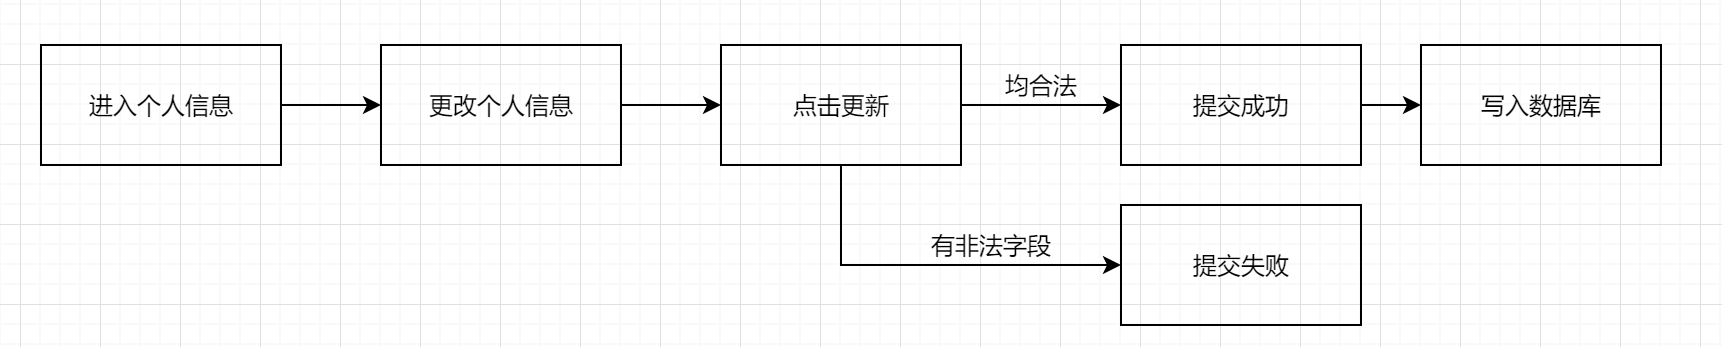 进入个人信息
更改个人信息
点击更新
均合法
提交成功
写入数据库
有非法字段
提交失败